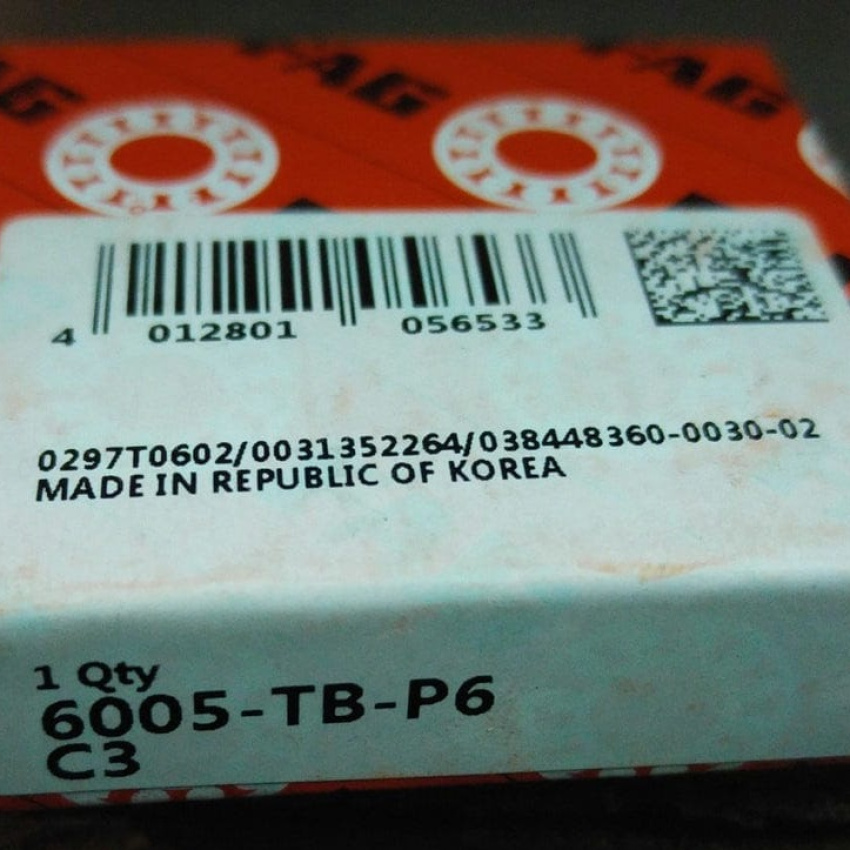 FAG
4 012801 056533
0297T0602/0031352264/038448360-0030-02
MADE IN REPUBLIC OF KOREA
1 Qty
6005-TB-P6
C3